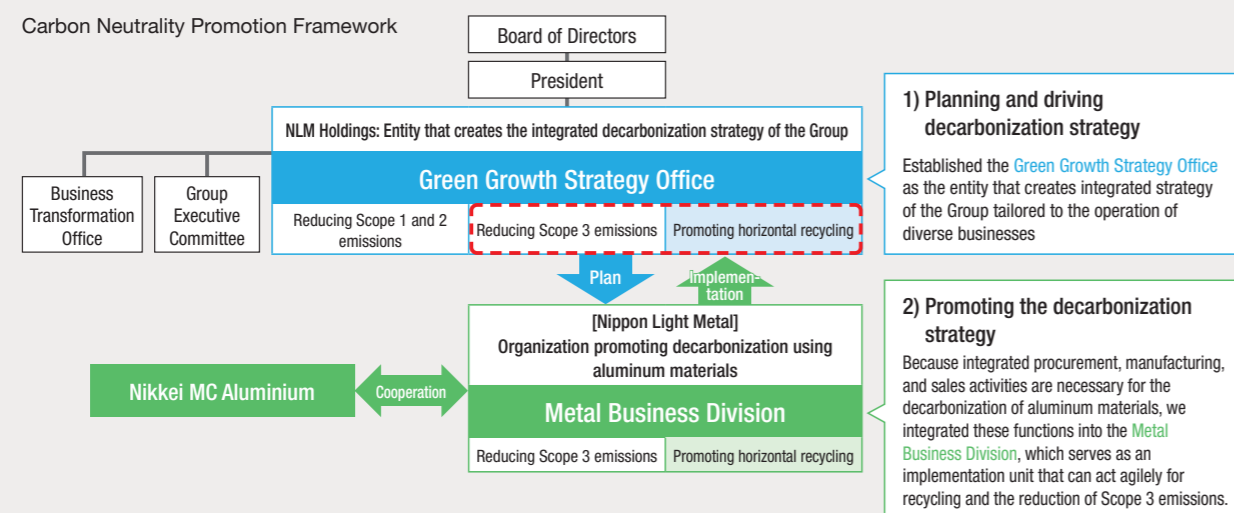 Carbon Neutrality Promotion Framework
Board of Directors
President
NLM Holdings: Entity that creates the integrated decarbonization strategy of the Group
Green Growth Strategy Office
Business
Transformation
Office
Group
Executive
Committee
Reducing Scope 1 and 2
emissions
Reducing Scope 3 emissions
Promoting horizontal recycling
Plan
Implemen-
tation
[Nippon Light Metal]
Organization promoting decarbonization using
aluminum materials
Nikkei MC Aluminium
Cooperation
Metal Business Division
Reducing Scope 3 emissions
Promoting horizontal recycling
1) Planning and driving
decarbonization strategy
Established the Green Growth Strategy Office
as the entity that creates integrated strategy
of the Group tailored to the operation of
diverse businesses
2) Promoting the decarbonization
strategy
Because integrated procurement, manufacturing,
and sales activities are necessary for the
decarbonization of aluminum materials, we
integrated these functions into the Metal
Business Division, which serves as an
implementation unit that can act agilely for
recycling and the reduction of Scope 3 emissions.